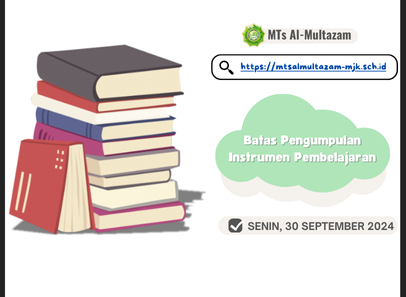 MTs Al-Multazam
https://mtsalmultazam-mjk.sch.id
Batas Pengumpulan
Instrumen Pembelajaran
SENIN, 30 SEPTEMBER 2024